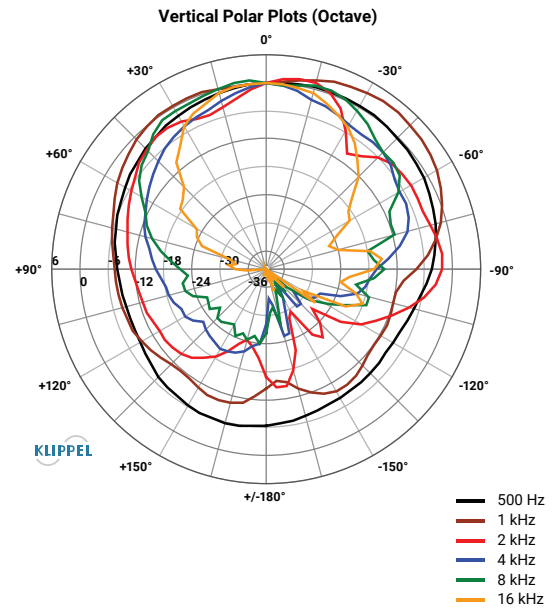 Vertical Polar Plots (Octave)
0°
+30° -30°
+60° -60°
+90° 6 0 -6 -12 -18 -24 -30 -36 -90°
+120° -120°
KLIPPEL
+150° -150°
+/-180°
500 Hz
1 kHz
2 kHz
4 kHz
8 kHz
16 kHz